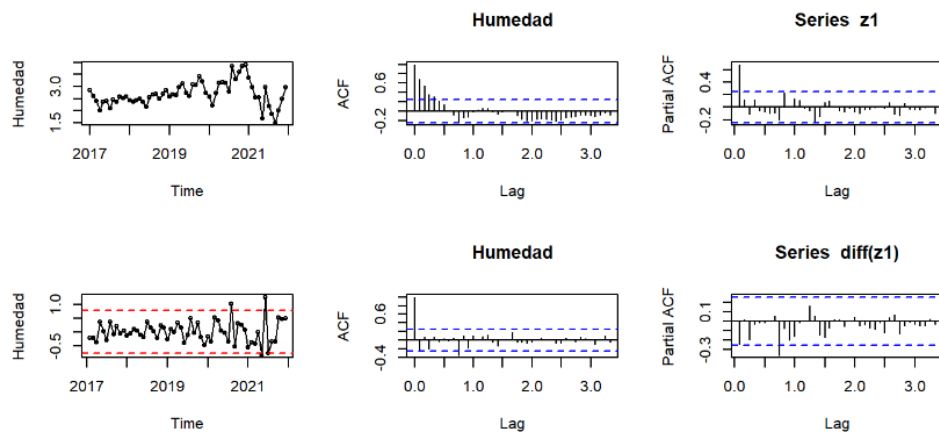 Humedad
Series z1
Humedad
3.0
1.5
2017 2019 2021
Time
ACF
0.6
-0.2
0.0 1.0 2.0 3.0
Lag
Partial ACF
0.4
-0.2
0.0 1.0 2.0 3.0
Lag
Humedad
Series diff(z1)
Humedad
1.0
-0.5
2017 2019 2021
Time
ACF
0.6
-0.4
0.0 1.0 2.0 3.0
Lag
Partial ACF
0.1
-0.3
0.0 1.0 2.0 3.0
Lag